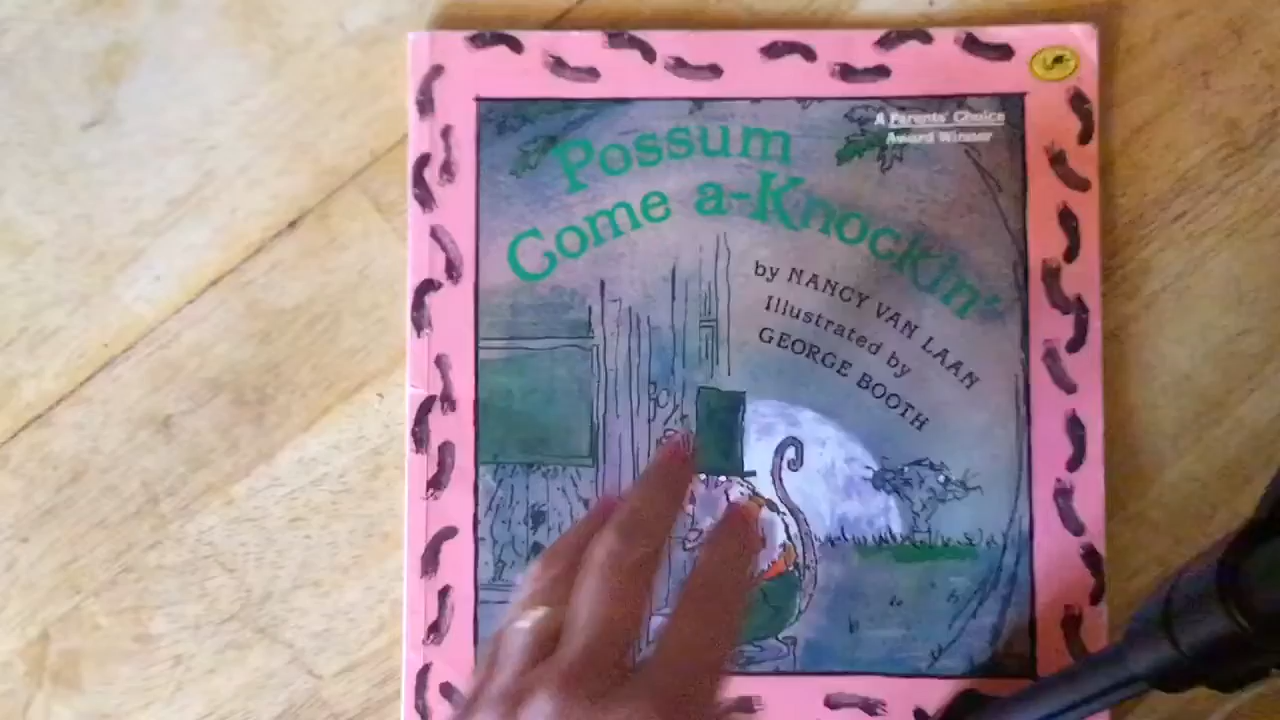 Possum
Come a-Knockin'
A Parents' Choice
Award Winner
by NANCY VAN LAAN
Illustrated by
GEORGE BOOTH